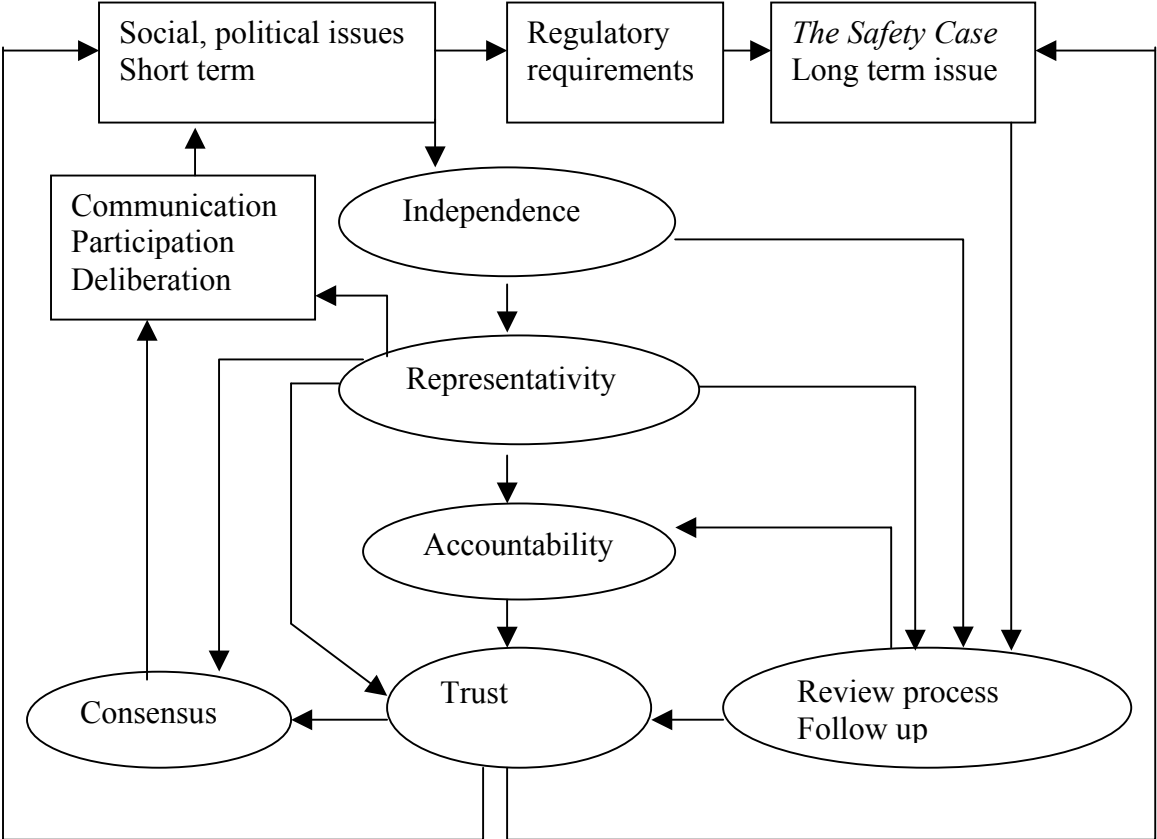 Social, political issues
Short term
Regulatory
requirements
The Safety Case
Long term issue
Communication
Participation
Deliberation
Independence
Representativity
Accountability
Consensus
Trust
Review process
Follow up